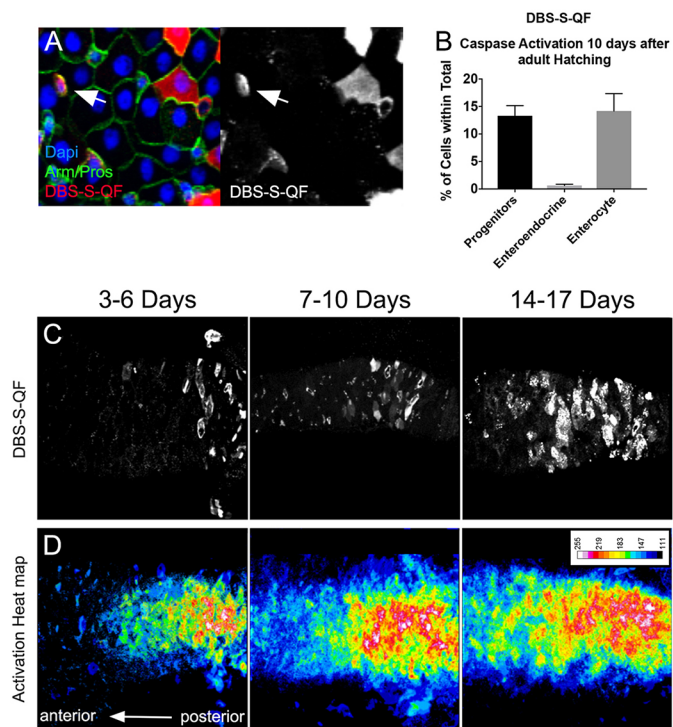 A
Dapi
Arm/Pros
DBS-S-QF
DBS-S-QF
DBS-S-QF
B
Caspase Activation 10 days after
adult Hatching
% of Cells within Total
20
15
10
5
0
Progenitors
Enteroendocrine
Enterocyte
3-6 Days
7-10 Days
14-17 Days
C
DBS-S-QF
D
Activation Heat map
255
219
183
147
111
anterior
posterior